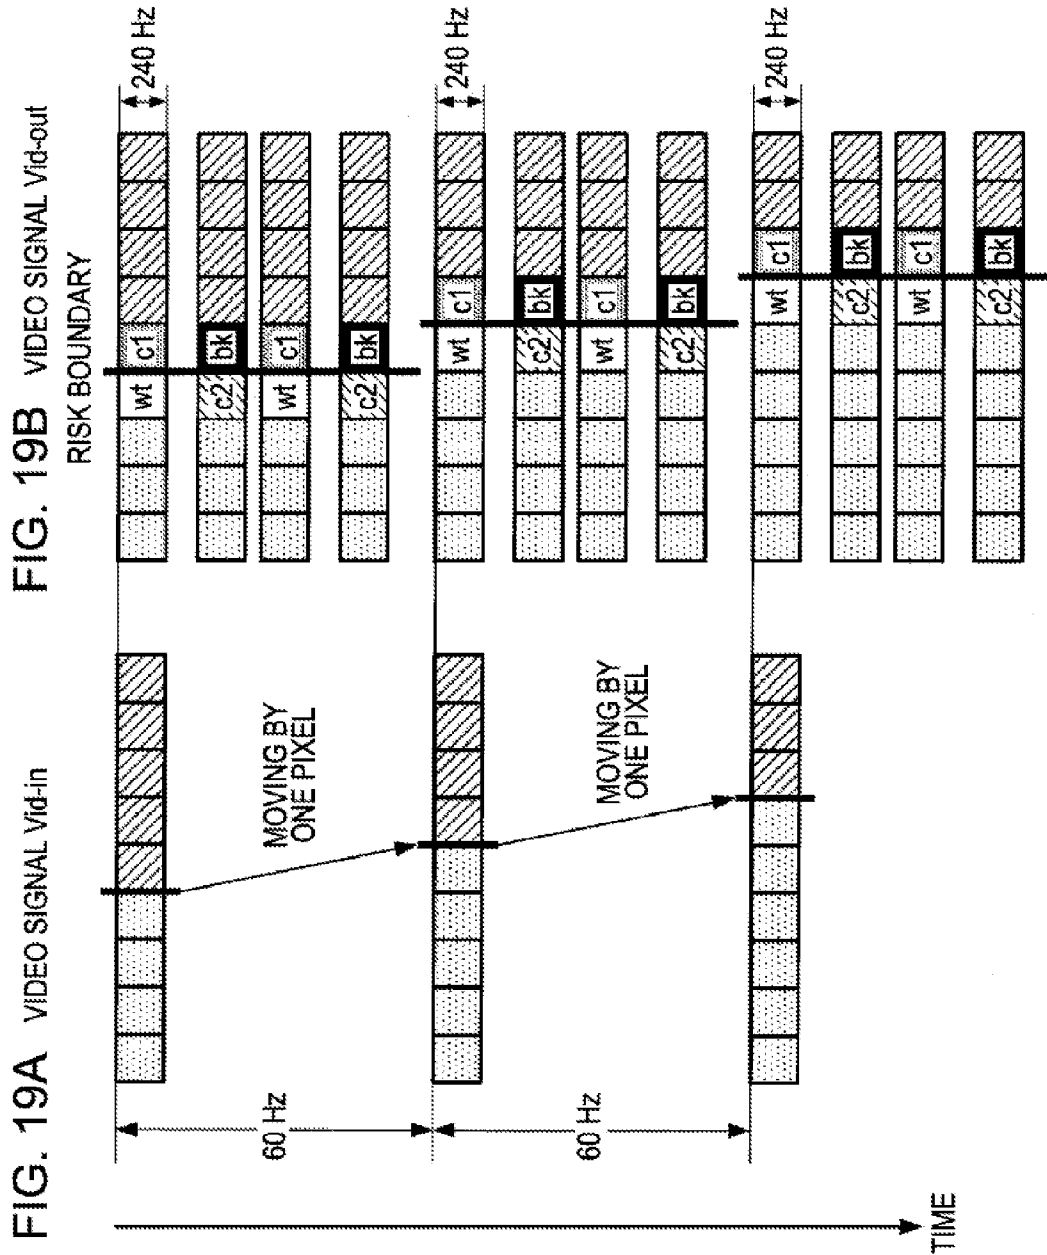 FIG. 19A VIDEO SIGNAL Vid-in
60 Hz
60 Hz
TIME
MOVING BY
ONE PIXEL
MOVING BY
ONE PIXEL
FIG. 19B VIDEO SIGNAL Vid-out
RISK BOUNDARY
240 Hz
wt c1
c2 bk
wt c1
c2 bk
240 Hz
wt c1
c2 bk
wt c1
c2 bk
240 Hz
wt c1
c2 bk
wt c1
c2 bk